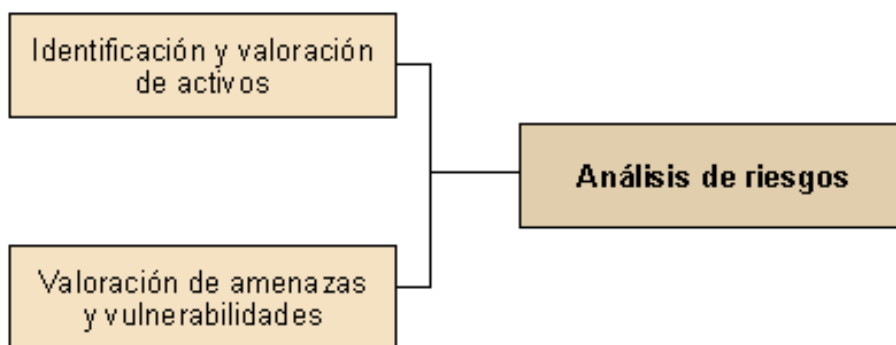 Identificación y valoración
de activos
Análisis de riesgos
Valoración de amenazas
y vulnerabilidades